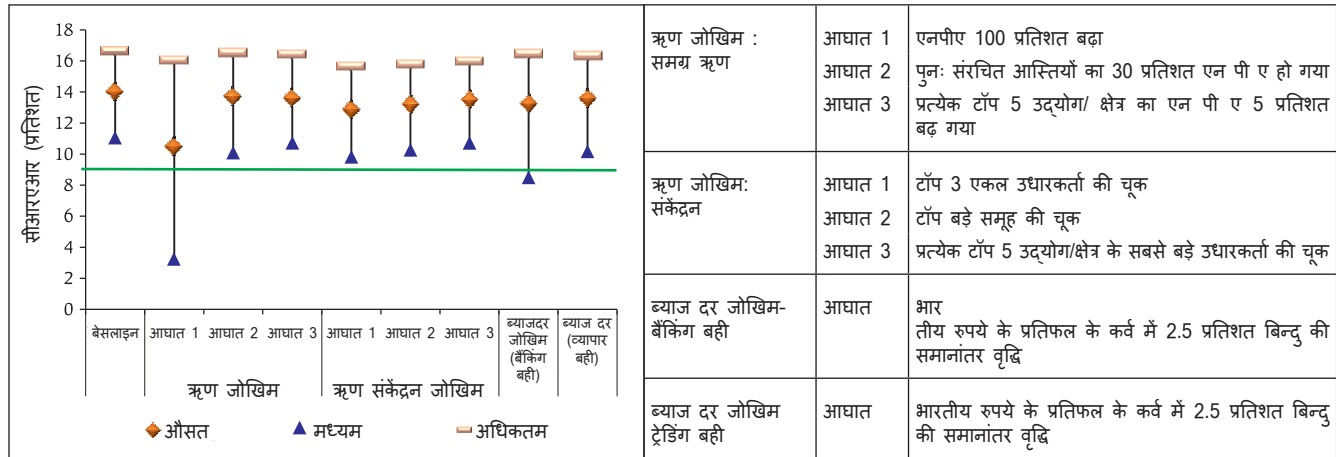 18
16
14
12
10
8
6
4
2
0
सीआरएआर (प्रतिशत)
बेसलाइन
आघात 1
आघात 2
आघात 3
आघात 1
आघात 2
आघात 3
ब्याजदर
जोखिम
(बैंकिंग
बही)
ब्याज दर
(व्यापार
बही)
ऋण जोखिम
ऋण संकेंद्रन जोखिम
औसत
मध्यम
अधिकतम
ऋण जोखिम :
समग्र ऋण
आघात 1 एनपीए 100 प्रतिशत बढ़ा
आघात 2 पुनः संरचित आस्तियों का 30 प्रतिशत एन पी ए हो गया
आघात 3 प्रत्येक टॉप 5 उद्योग/ क्षेत्र का एन पी ए 5 प्रतिशत
बढ़ गया
ऋण जोखिम:
संकेंद्रन
आघात 1 टॉप 3 एकल उधारकर्ता की चूक
आघात 2 टॉप बड़े समूह की चूक
आघात 3 प्रत्येक टॉप 5 उद्योग/क्षेत्र के सबसे बड़े उधारकर्ता की चूक
ब्याज दर जोखिम-
बैंकिंग बही
आघात
भार
तीय रुपये के प्रतिफल के कर्व में 2.5 प्रतिशत बिन्दु की
समानांतर वृद्धि
ब्याज दर जोखिम
ट्रेडिंग बही
आघात
भारतीय रुपये के प्रतिफल के कर्व में 2.5 प्रतिशत बिन्दु
की समानांतर वृद्धि